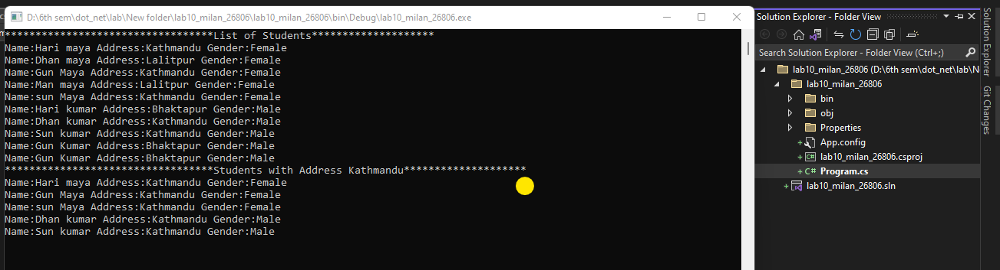 D:\6th sem\dot_net\lab\New folder\lab10_milan_26806\lab10_milan_26806\bin\Debug\lab10_milan_26806.exe
*********************************​*List of Students********************
Name:Hari maya Address:Kathmandu Gender:Female
Name:Dhan maya Address:Lalitpur Gender:Female
Name:Gun Maya Address:Kathmandu Gender:Female
Name:Man maya Address:Lalitpur Gender:Female
Name:sun Maya Address:Kathmandu Gender:Female
Name:Hari kumar Address:Bhaktapur Gender:Male
Name:Dhan kumar Address:Kathmandu Gender:Male
Name:Sun kumar Address:Kathmandu Gender:Male
Name:Gun Kumar Address:Bhaktapur Gender:Male
Name:Gun Kumar Address:Bhaktapur Gender:Male
**********************************Students with Address Kathmandu********************
Name:Hari maya Address:Kathmandu Gender:Female
Name:Gun Maya Address:Kathmandu Gender:Female
Name:sun Maya Address:Kathmandu Gender:Female
Name:Dhan kumar Address:Kathmandu Gender:Male
Name:Sun kumar Address:Kathmandu Gender:Male
Solution Explorer - Folder View
Search Solution Explorer - Folder View (Ctrl+;)
lab10_milan_26806 (D:\6th sem\dot_net\lab\N
lab10_milan_26806
bin
obj
Properties
App.config
lab10_milan_26806.csproj
Program.cs
lab10_milan_26806.sln
Solution Explorer
Git Changes